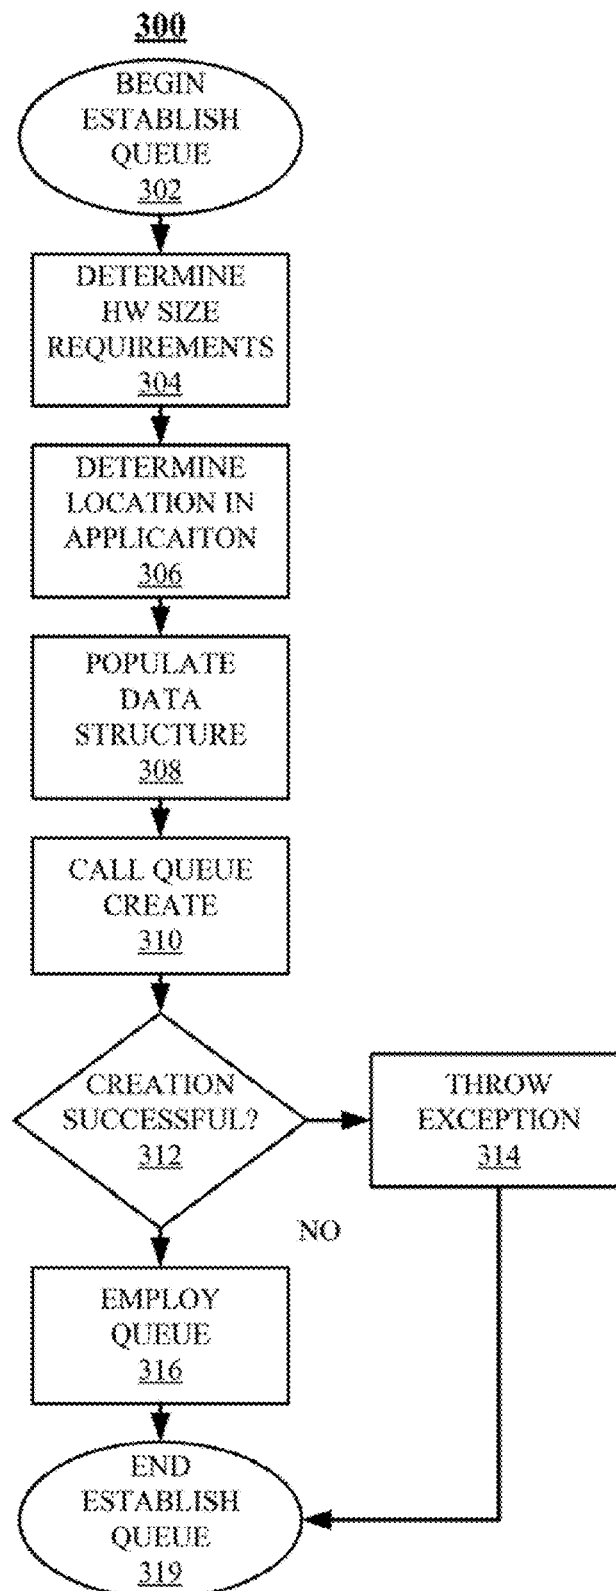 300
BEGIN
ESTABLISH
QUEUE
302
DETERMINE
HW SIZE
REQUIREMENTS
304
DETERMINE
LOCATION IN
APPLICAITON
306
POPULATE
DATA
STRUCTURE
308
CALL QUEUE
CREATE
310
CREATION
SUCCESSFUL?
312
THROW
EXCEPTION
314
NO
EMPLOY
QUEUE
316
END
ESTABLISH
QUEUE
319